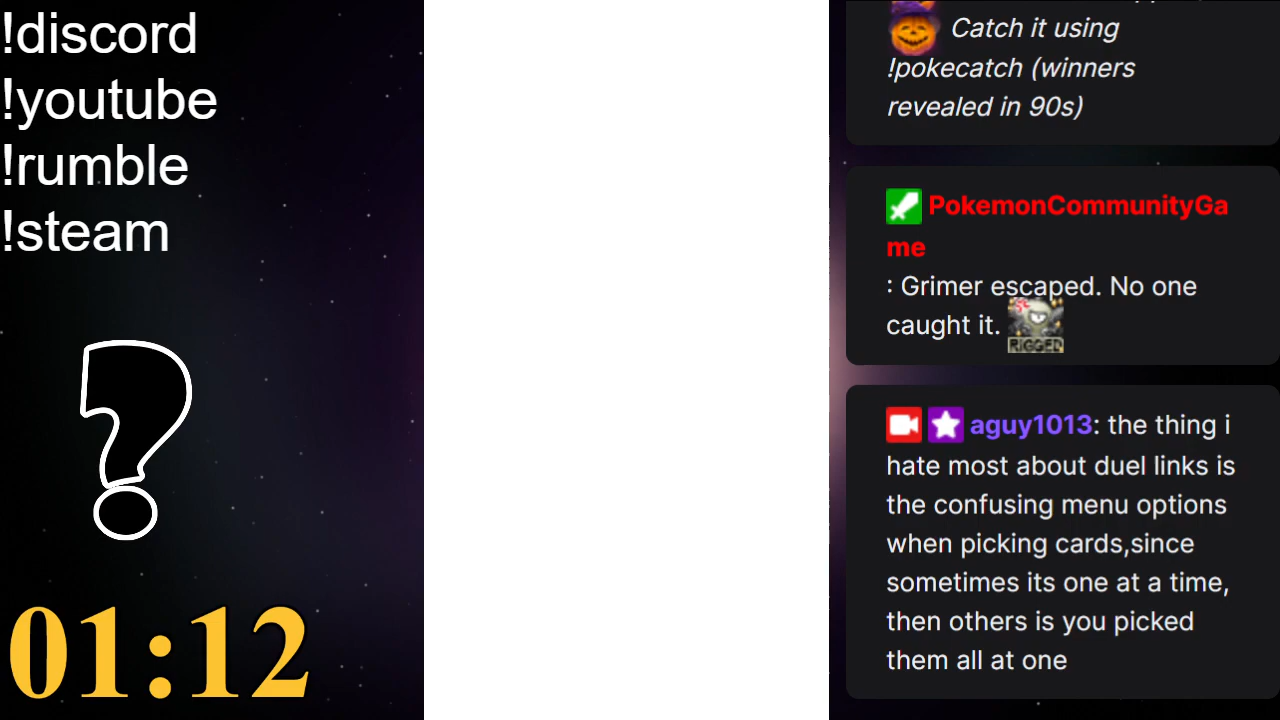 !discord
!youtube
!rumble
!steam
?
01:12
Catch it using
!pokecatch (winners
revealed in 90s)
PokemonCommunityGa
me
: Grimer escaped. No one
caught it.
RIGGED
aguy1013: the thing i
hate most about duel links is
the confusing menu options
when picking cards,since
sometimes its one at a time,
then others is you picked
them all at one